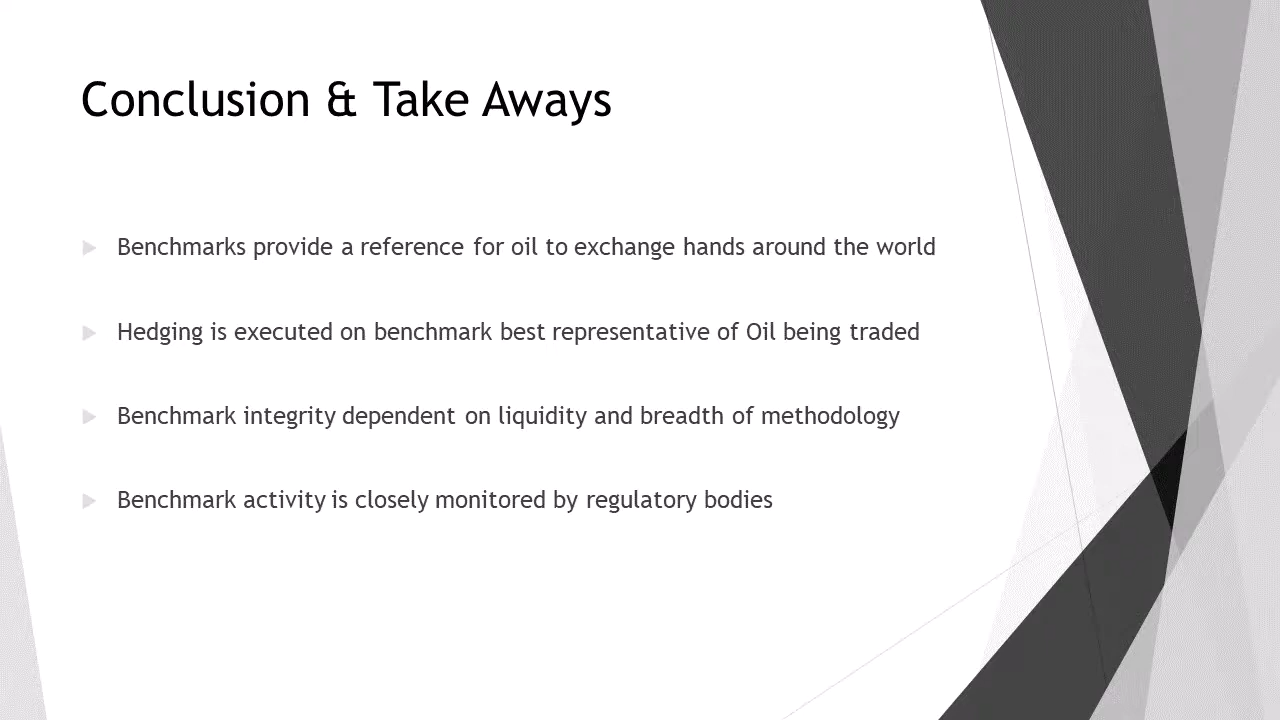 Conclusion & Take Aways
Benchmarks provide a reference for oil to exchange hands around the world
Hedging is executed on benchmark best representative of Oil being traded
Benchmark integrity dependent on liquidity and breadth of methodology
Benchmark activity is closely monitored by regulatory bodies